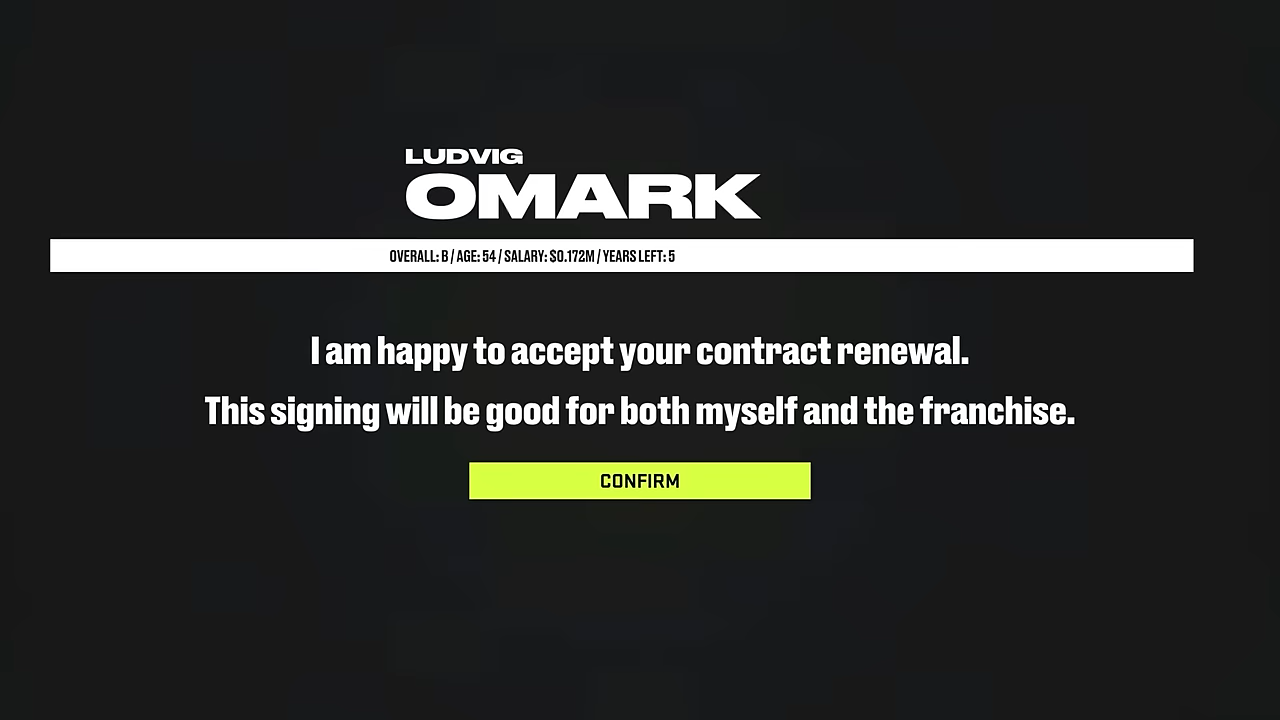 LUDVIG
OMARK
OVERALL: B / AGE: 54 / SALARY: $0.172M / YEARS LEFT: 5
I am happy to accept your contract renewal.
This signing will be good for both myself and the franchise.
CONFIRM